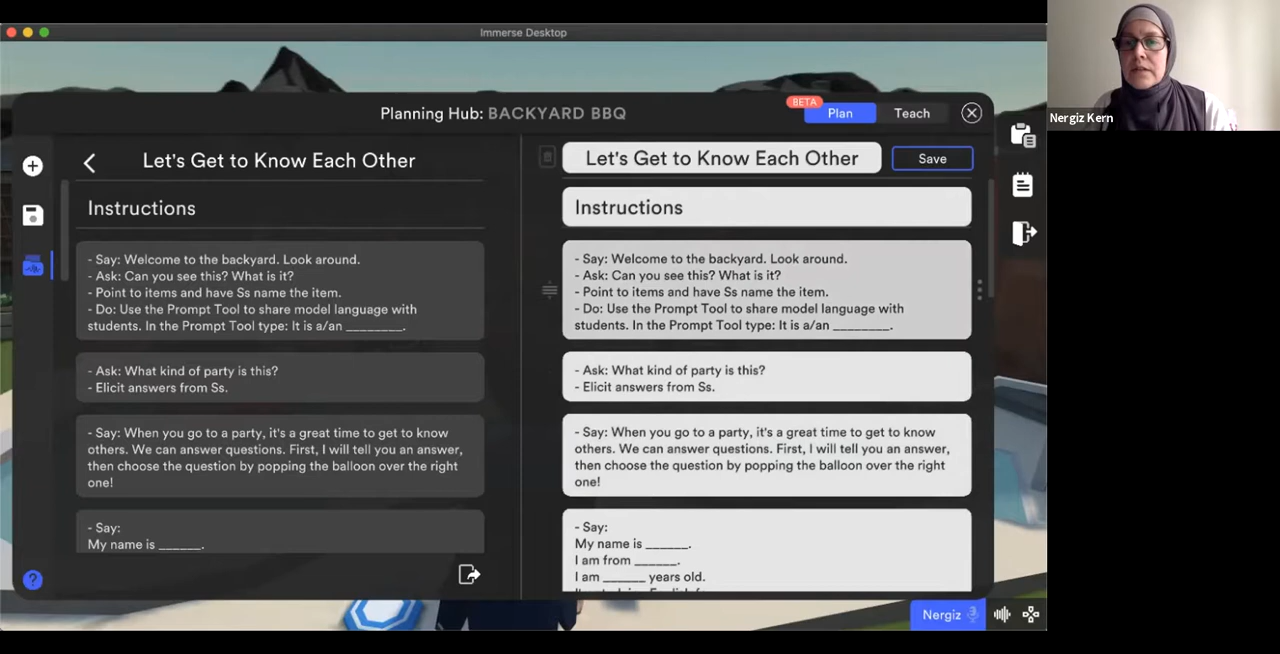 Immerse Desktop
Nergiz Kern
Planning Hub: BACKYARD BBQ
BETA
Plan
Teach
Let's Get to Know Each Other
Instructions
- Say: Welcome to the backyard. Look around.
- Ask: Can you see this? What is it?
- Point to items and have Ss name the item.
- Do: Use the Prompt Tool to share model language with
students. In the Prompt Tool type: It is a/an ________.
- Ask: What kind of party is this?
- Elicit answers from Ss.
- Say: When you go to a party, it's a great time to get to know
others. We can answer questions. First, I will tell you an answer,
then choose the question by popping the balloon over the right
one!
- Say:
My name is ______.
Let's Get to Know Each Other
Save
Instructions
- Say: Welcome to the backyard. Look around.
- Ask: Can you see this? What is it?
- Point to items and have Ss name the item.
- Do: Use the Prompt Tool to share model language with
students. In the Prompt Tool type: It is a/an ________.
- Ask: What kind of party is this?
- Elicit answers from Ss.
- Say: When you go to a party, it's a great time to get to know
others. We can answer questions. First, I will tell you an answer,
then choose the question by popping the balloon over the right
one!
- Say:
My name is ______.
I am from ______.
I am ______ years old.
?
Nergiz